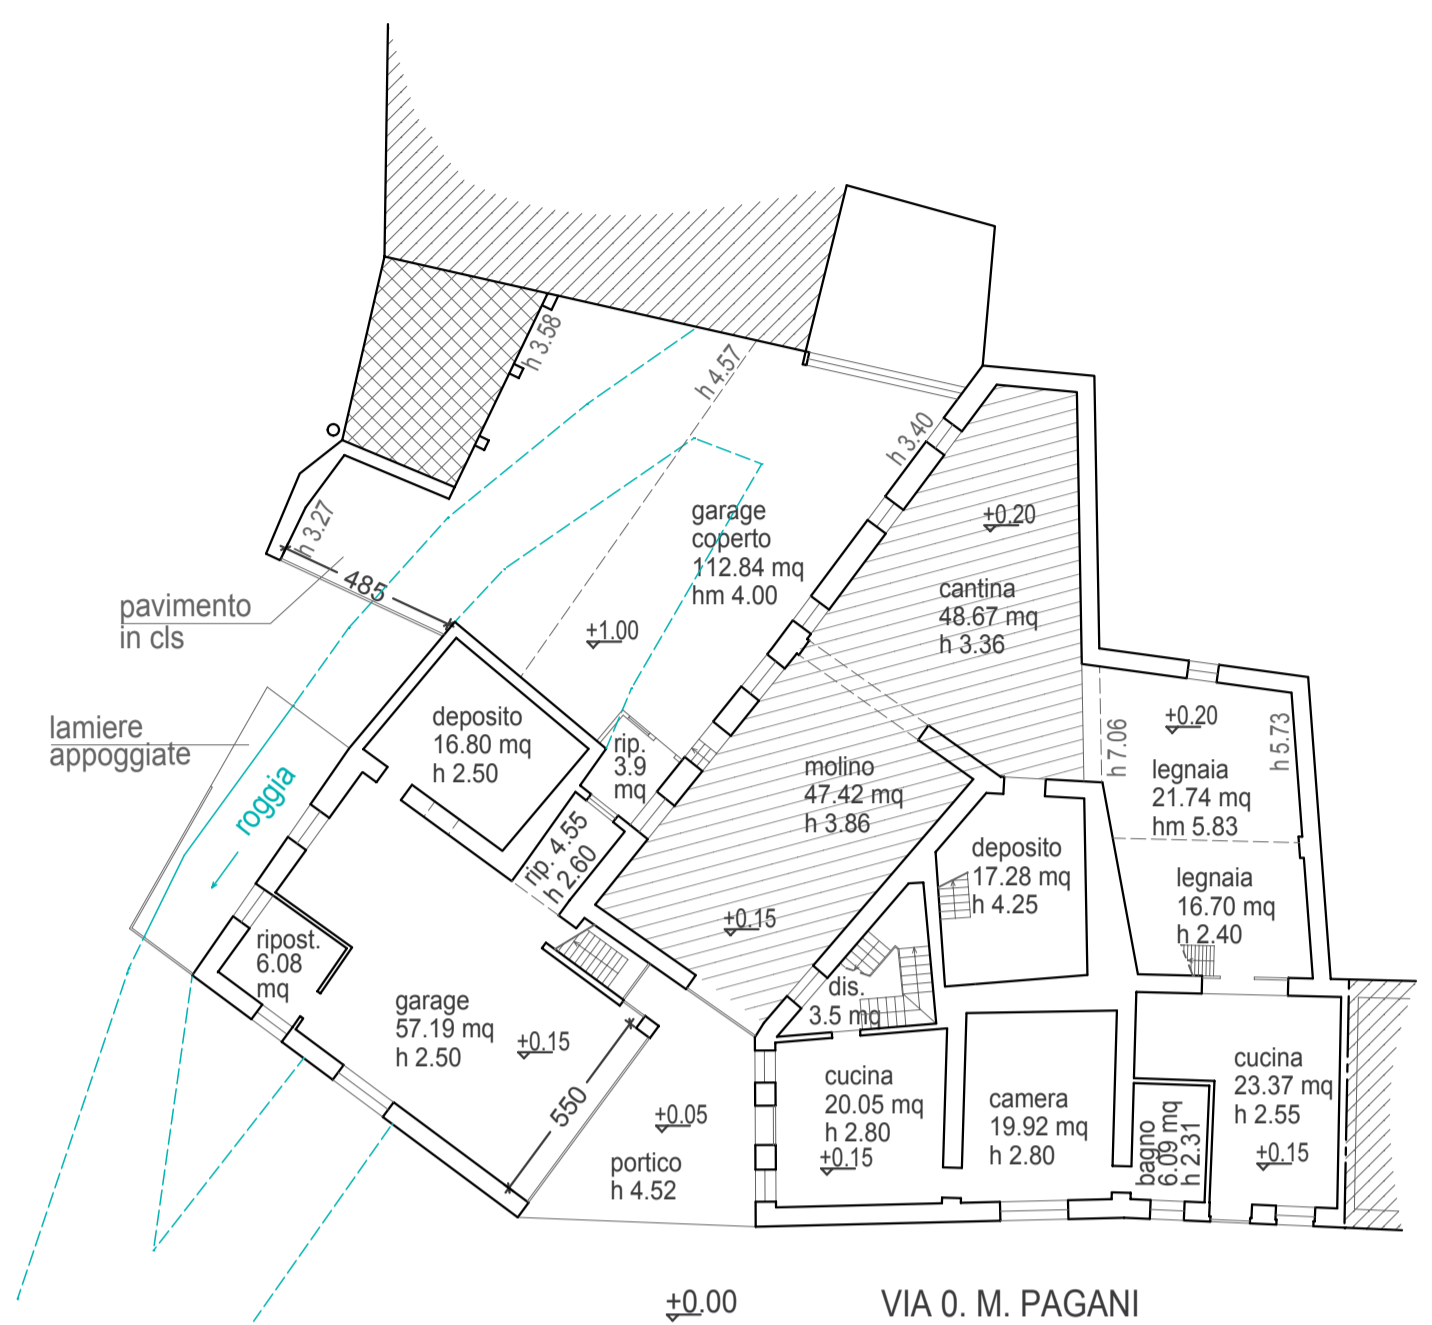 h 3.58
h 4.57
h 3.40
h 3.27
485
garage
coperto
112.84 mq
hm 4.00
+1.00
+0.20
cantina
48.67 mq
h 3.36
pavimento
in cls
lamiere
appoggiate
roggia
deposito
16.80 mq
h 2.50
rip.
3.9
mq
rip. 4.55
h 2.60
molino
47.42 mq
h 3.86
+0.15
+0.20
h 7.06
h 5.73
legnaia
21.74 mq
hm 5.83
legnaia
16.70 mq
h 2.40
deposito
17.28 mq
h 4.25
ripost.
6.08
mq
garage
57.19 mq
h 2.50
+0.15
550
dis.
3.5 mq
+0.05
portico
h 4.52
cucina
20.05 mq
h 2.80
+0.15
camera
19.92 mq
h 2.80
bagno
6.09 mq
h 2.31
cucina
23.37 mq
h 2.55
+0.15
+0.00
VIA 0. M. PAGANI